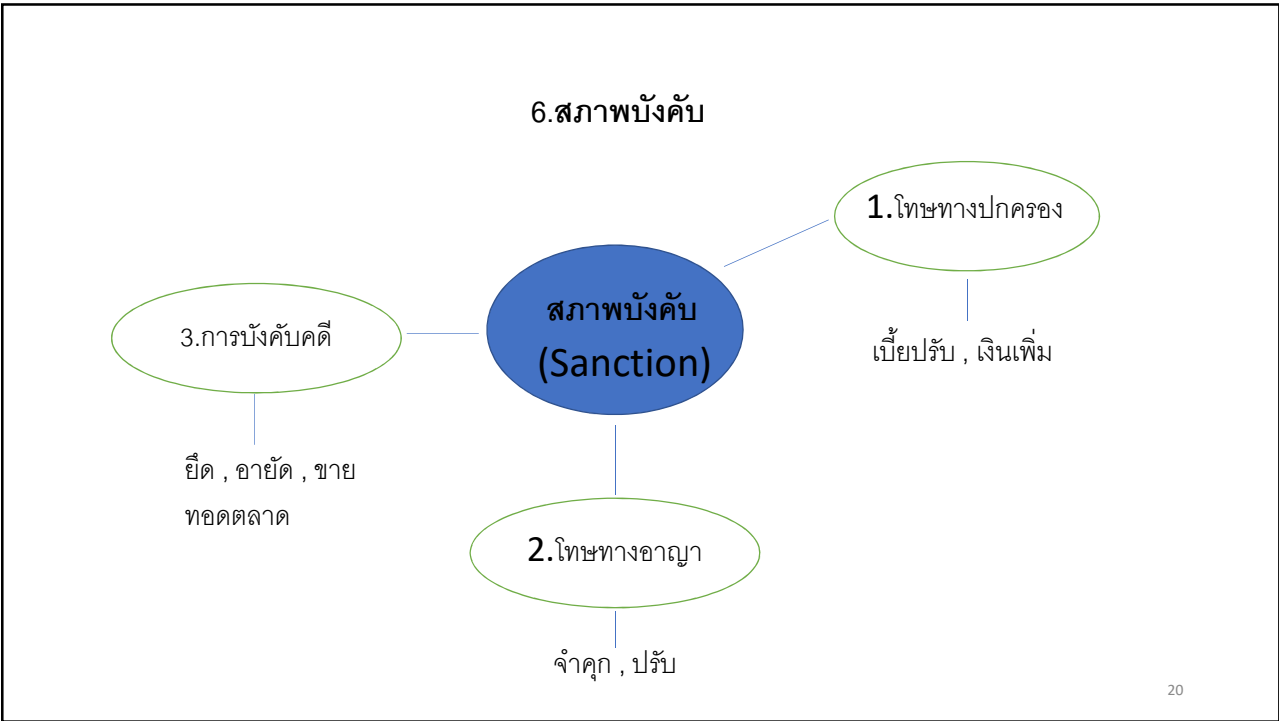 6.สภาพบังคับ
1.โทษทางปกครอง
เบี้ยปรับ , เงินเพิ่ม
สภาพบังคับ
(Sanction)
3.การบังคับคดี
ยึด , อายัด , ขาย
ทอดตลาด
2.โทษทางอาญา
จำคุก , ปรับ
20